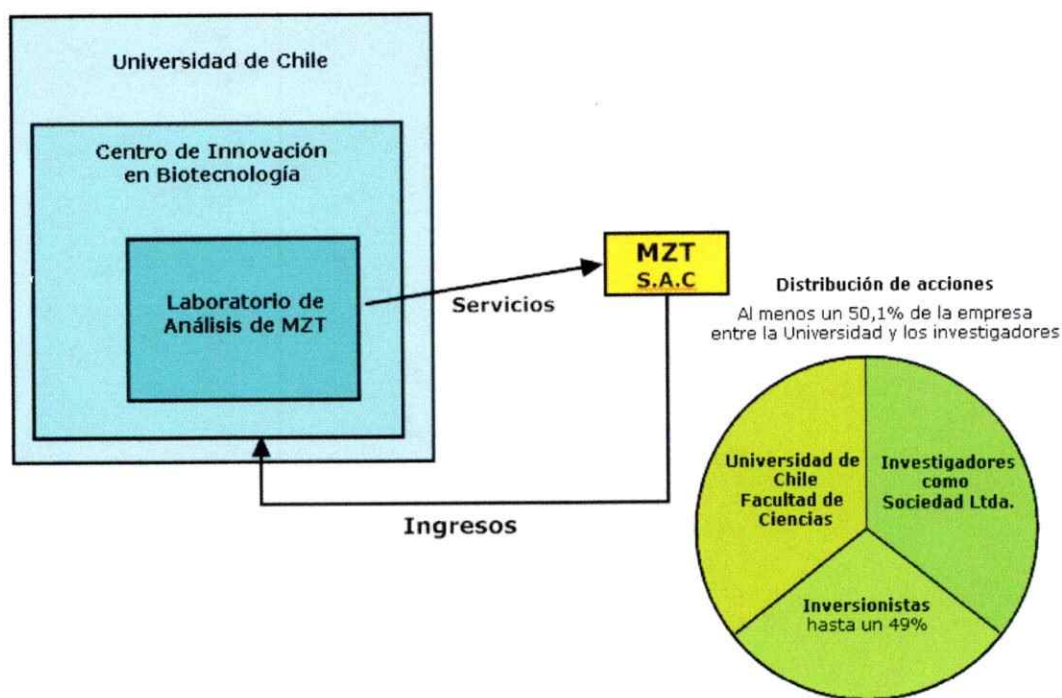 Universidad de Chile
Centro de Innovación
en Biotecnología
Laboratorio de
Análisis de MZT
Servicios
MZT
S.A.C
Ingresos
Distribución de acciones
Al menos un 50,1% de la empresa
entre la Universidad y los investigadores
Universidad de
Chile
Facultad de
Ciencias
Investigadores
como
Sociedad Ltda.
Inversionistas
hasta un 49%